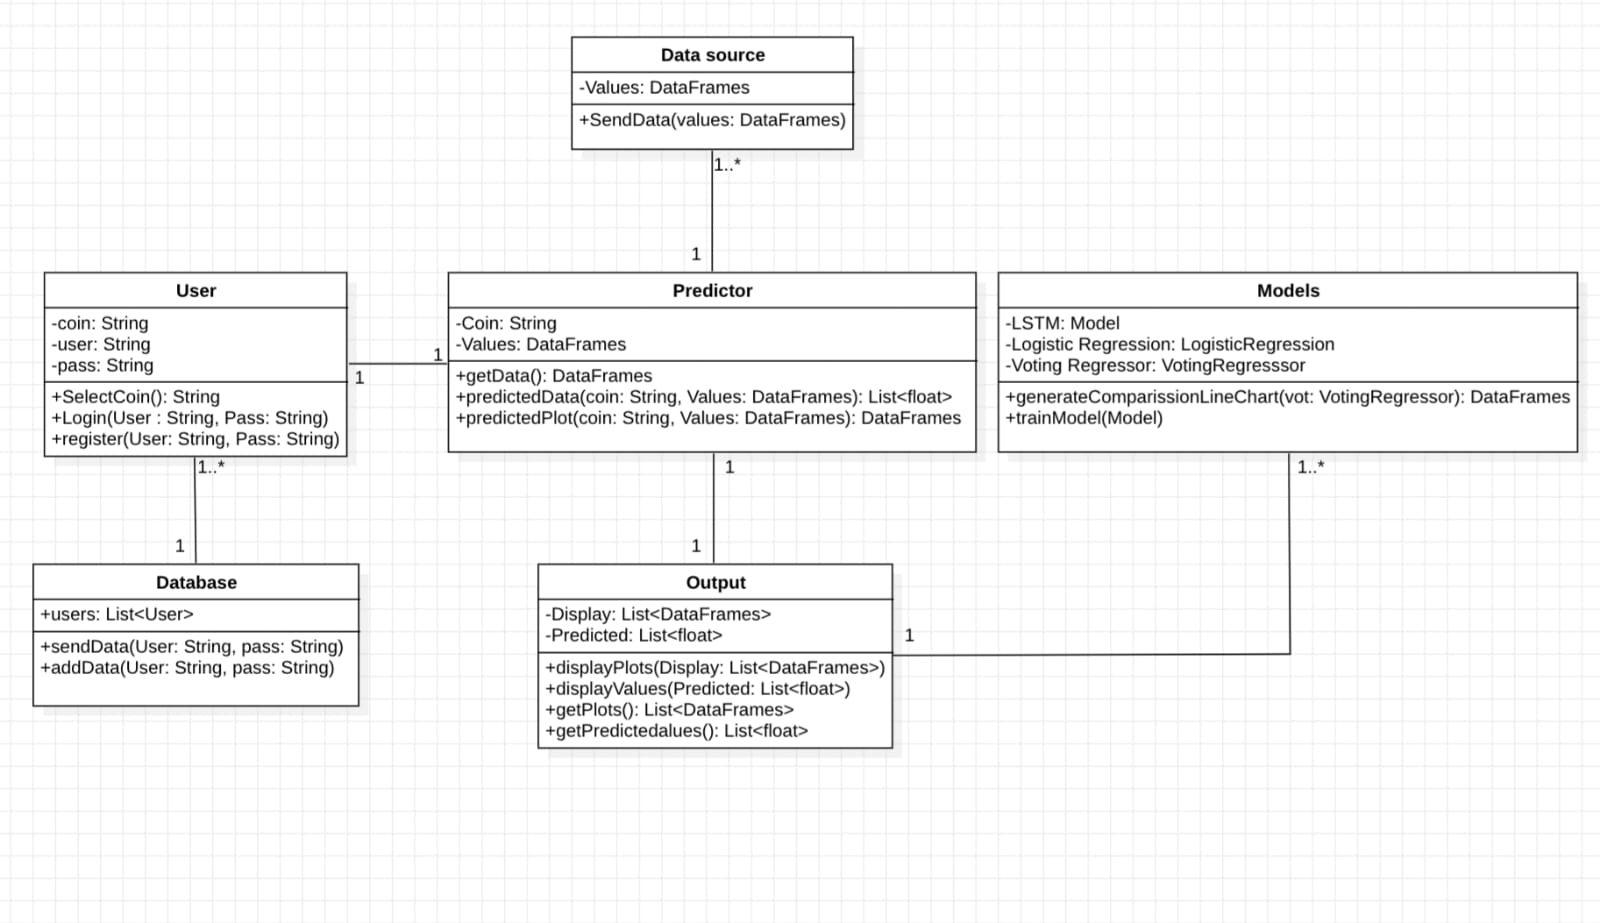 Data source
-Values: DataFrames
+SendData(values: DataFrames)
1..*
1
User
-coin: String
-user: String
-pass: String
+SelectCoin(): String
+Login(User : String, Pass: String)
+register(User: String, Pass: String)
1
1
Predictor
-Coin: String
-Values: DataFrames
+getData(): DataFrames
+predictedData(coin: String, Values: DataFrames): List<float>
+predictedPlot(coin: String, Values: DataFrames): DataFrames
Models
-LSTM: Model
-Logistic Regression: LogisticRegression
-Voting Regressor: VotingRegresssor
+generateComparissionLineChart(vot: VotingRegressor): DataFrames
+trainModel(Model)
1..*
1
1..*
1
1
Database
+users: List<User>
+sendData(User: String, pass: String)
+addData(User: String, pass: String)
Output
-Display: List<DataFrames>
-Predicted: List<float>
+displayPlots(Display: List<DataFrames>)
+displayValues(Predicted: List<float>)
+getPlots(): List<DataFrames>
+getPredictedalues(): List<float>
1